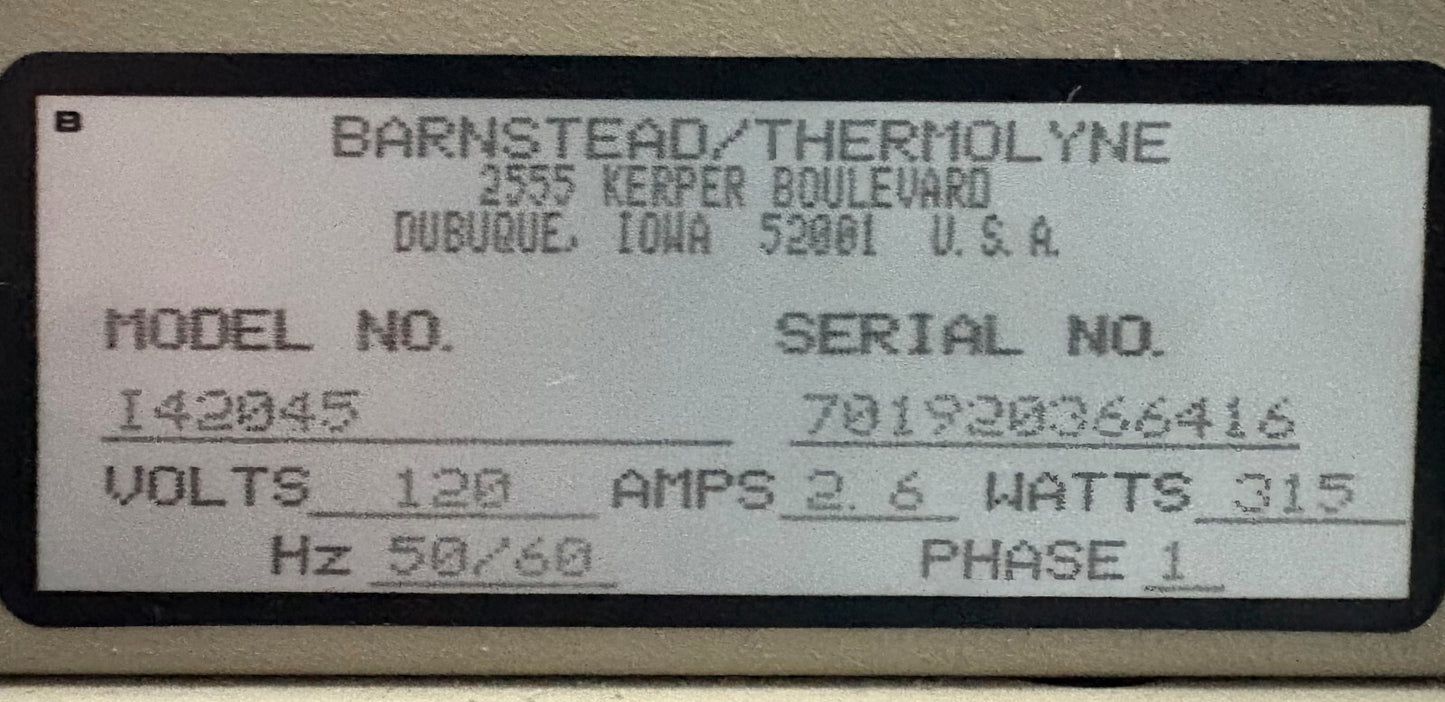 B
BARNSTEAD/THERMOLYNE
2555 KERPER BOULEVARD
DUBUQUE, IOWA 52001 U.S.A.
MODEL NO. SERIAL NO.
I42045 701920366416
VOLTS 120 AMPS 2.6 WATTS 315
Hz 50/60 PHASE 1